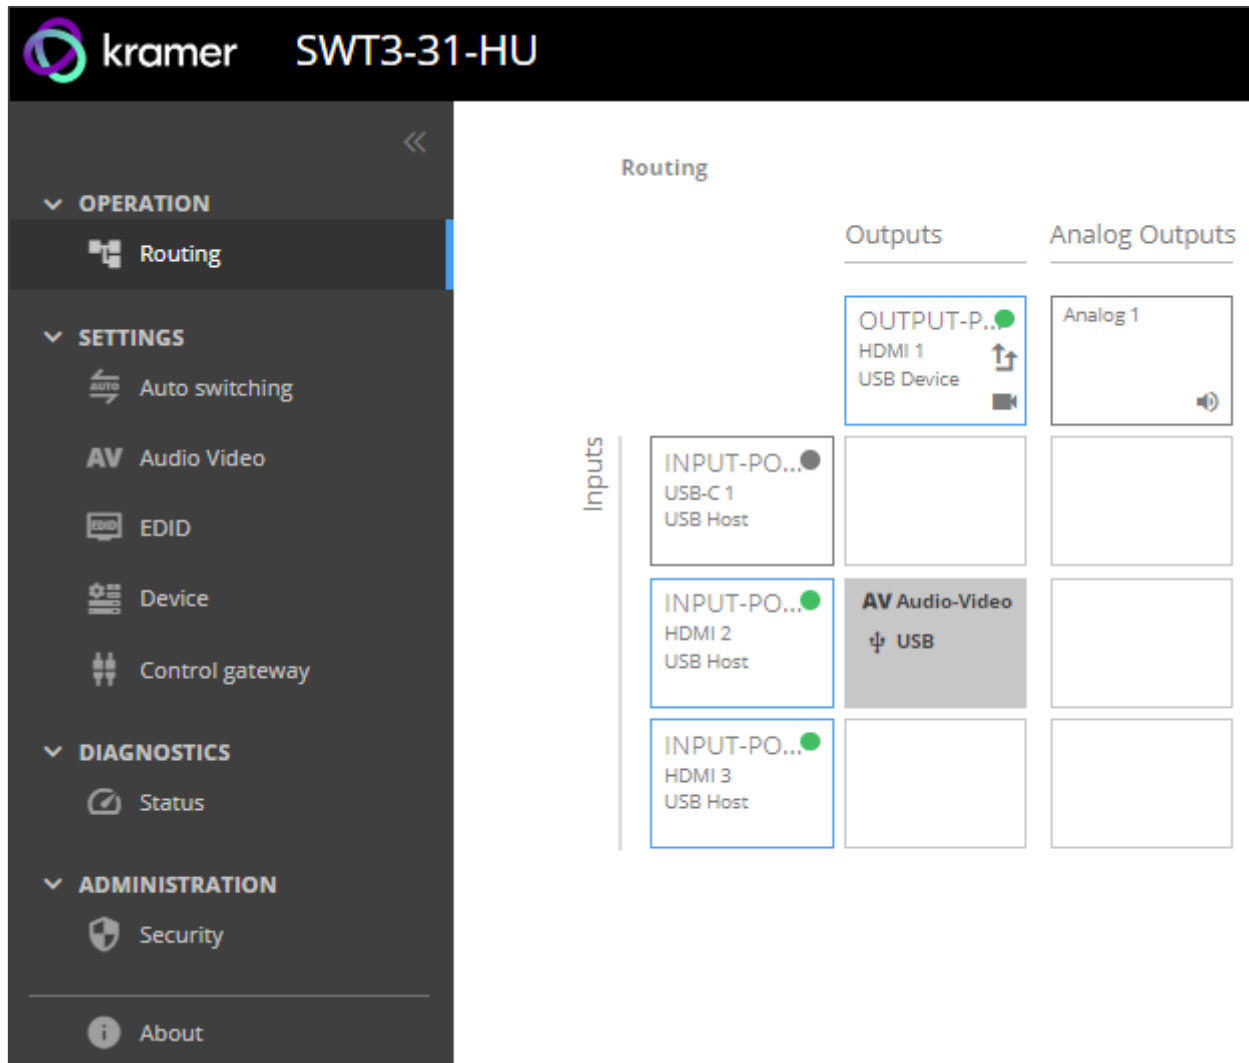 kramer SWT3-31-HU
OPERATION
Routing
SETTINGS
AUTO Auto switching
AV Audio Video
EDID EDID
Device
Control gateway
DIAGNOSTICS
Status
ADMINISTRATION
Security
i About
Routing
Outputs Analog Outputs
OUTPUT-P...
HDMI 1
USB Device
Analog 1
Inputs
INPUT-PO...
USB-C 1
USB Host
INPUT-PO...
HDMI 2
USB Host
AV Audio-Video
USB
INPUT-PO...
HDMI 3
USB Host